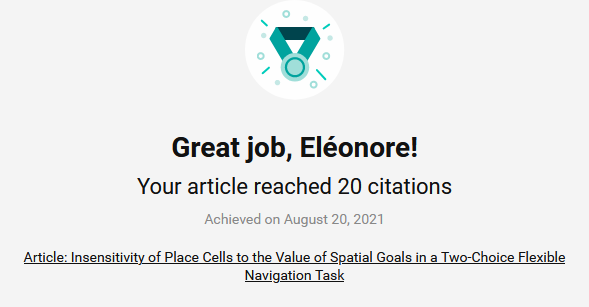 Great job, Eléonore!
Your article reached 20 citations
Achieved on August 20, 2021
Article: Insensitivity of Place Cells to the Value of Spatial Goals in a Two-Choice Flexible
Navigation Task